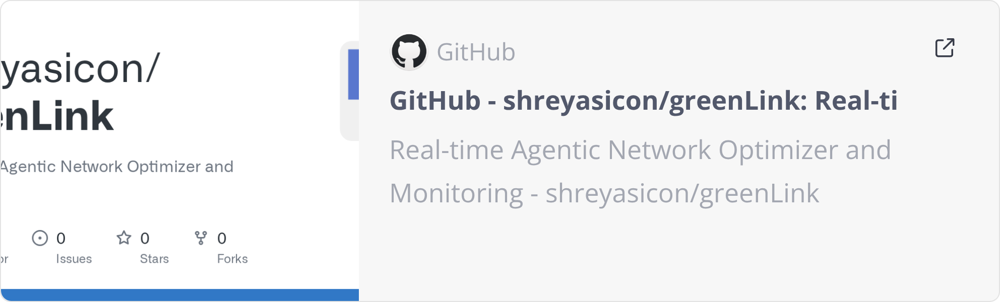 yasicon/
enLink
Agentic Network Optimizer and
0
Issues
0
Stars
0
Forks
or
GitHub
GitHub - shreyasicon/greenLink: Real-ti
Real-time Agentic Network Optimizer and
Monitoring - shreyasicon/greenLink